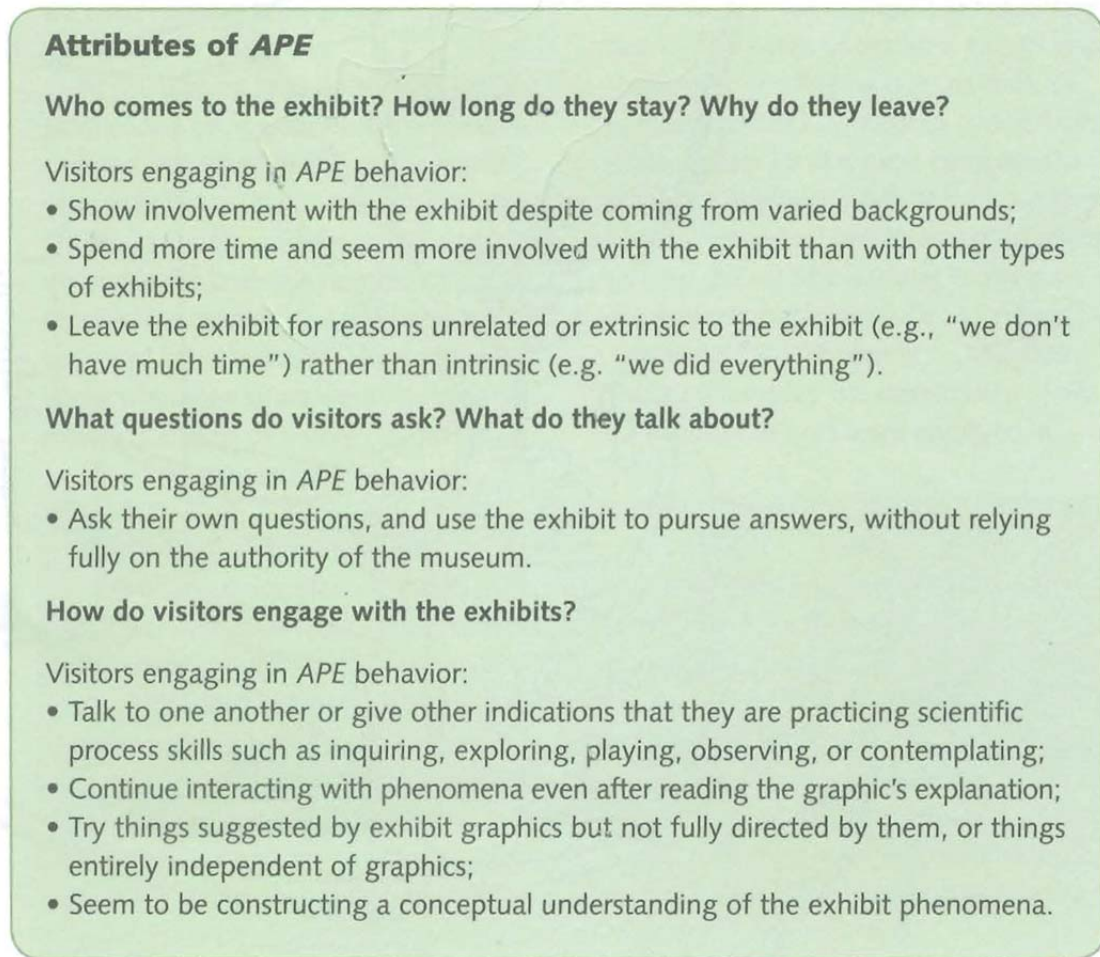 Attributes of APE
Who comes to the exhibit? How long do they stay? Why do they leave?
Visitors engaging in APE behavior:
• Show involvement with the exhibit despite coming from varied backgrounds;
• Spend more time and seem more involved with the exhibit than with other types
of exhibits;
• Leave the exhibit for reasons unrelated or extrinsic to the exhibit (e.g., “we don’t
have much time”) rather than intrinsic (e.g. “we did everything”).
What questions do visitors ask? What do they talk about?
Visitors engaging in APE behavior:
• Ask their own questions, and use the exhibit to pursue answers, without relying
fully on the authority of the museum.
How do visitors engage with the exhibits?
Visitors engaging in APE behavior:
• Talk to one another or give other indications that they are practicing scientific
process skills such as inquiring, exploring, playing, observing, or contemplating;
• Continue interacting with phenomena even after reading the graphic’s explanation;
• Try things suggested by exhibit graphics but not fully directed by them, or things
entirely independent of graphics;
• Seem to be constructing a conceptual understanding of the exhibit phenomena.